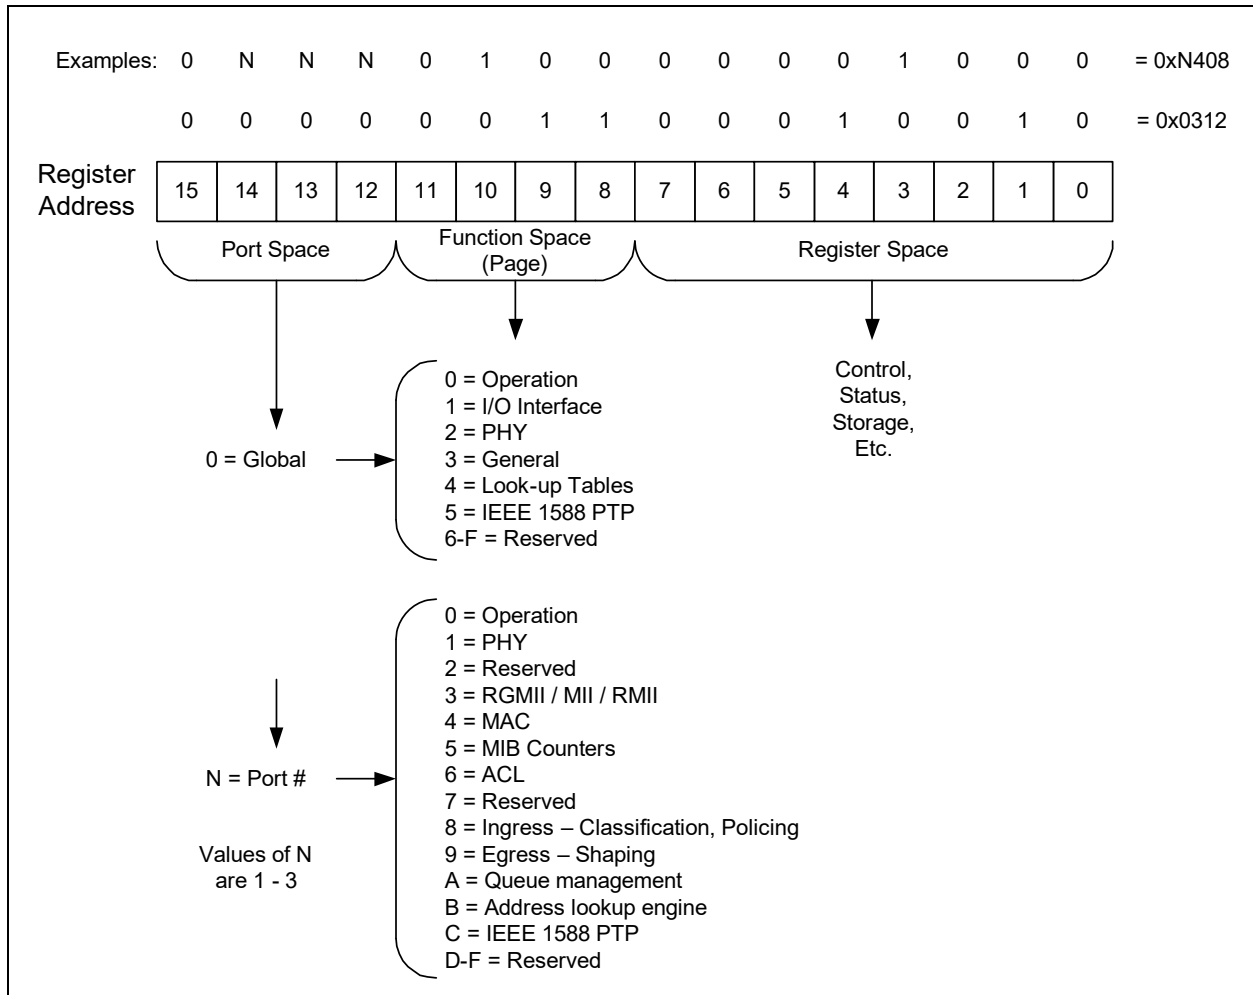 Examples: 0 N N N 0 1 0 0 0 0 0 0 1 0 0 0 = 0xN408
0 0 0 0 0 0 1 1 0 0 0 1 0 0 1 0 = 0x0312
Register
Address
15 14 13 12 11 10 9 8 7 6 5 4 3 2 1 0
Port Space
Function Space
(Page)
Register Space
0 = Global
0 = Operation
1 = I/O Interface
2 = PHY
3 = General
4 = Look-up Tables
5 = IEEE 1588 PTP
6-F = Reserved
Control,
Status,
Storage,
Etc.
N = Port #
Values of N
are 1 - 3
0 = Operation
1 = PHY
2 = Reserved
3 = RGMII / MII / RMII
4 = MAC
5 = MIB Counters
6 = ACL
7 = Reserved
8 = Ingress – Classification, Policing
9 = Egress – Shaping
A = Queue management
B = Address lookup engine
C = IEEE 1588 PTP
D-F = Reserved